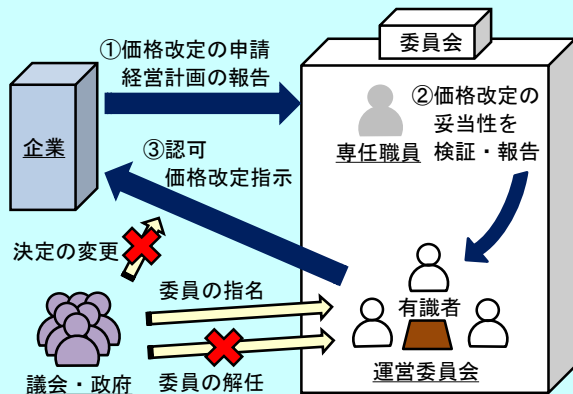 委員会
①価格改定の申請
経営計画の報告
②価格改定の
妥当性を
検証・報告
専任職員
企業
③認可
価格改定指示
決定の変更
委員の指名
有識者
運営委員会
議会・政府
委員の解任